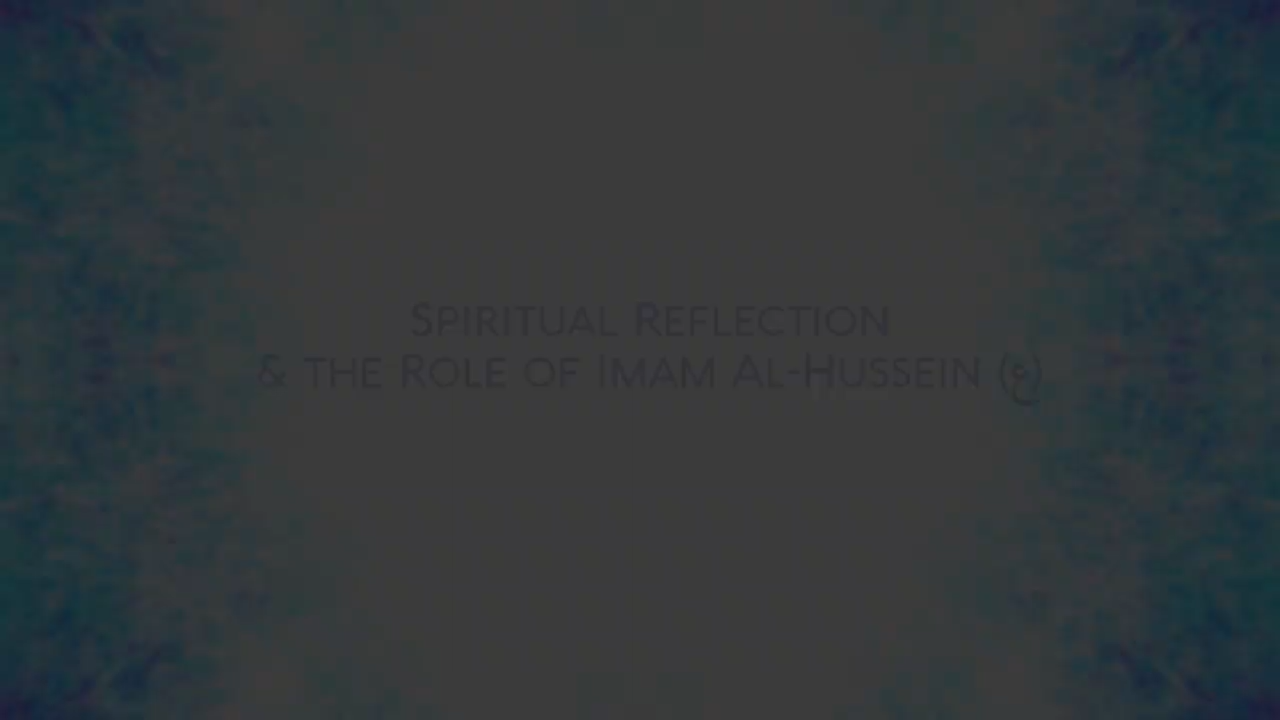 SPIRITUAL REFLECTION
& THE ROLE OF IMAM AL-HUSSEIN (ع)